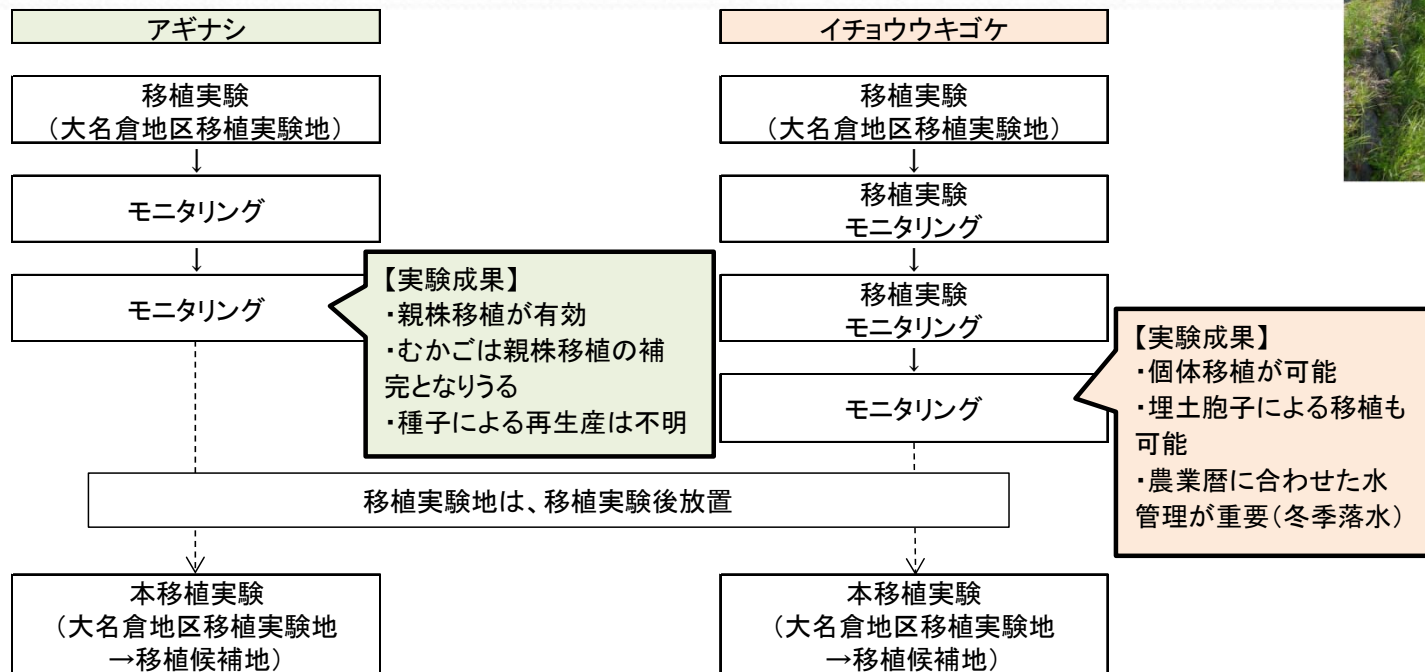 アギナシ
移植実験
（大名倉地区移植実験地）
↓
モニタリング
↓
モニタリング
【実験成果】
・親株移植が有効
・むかごは親株移植の補
完となりうる
・種子による再生産は不明
イチョウウキゴケ
移植実験
（大名倉地区移植実験地）
↓
移植実験
モニタリング
↓
移植実験
モニタリング
↓
モニタリング
【実験成果】
・個体移植が可能
・埋土胞子による移植も
可能
・農業暦に合わせた水
管理が重要（冬季落水）
移植実験地は、移植実験後放置
本移植実験
（大名倉地区移植実験地
→移植候補地）
本移植実験
（大名倉地区移植実験地
→移植候補地）